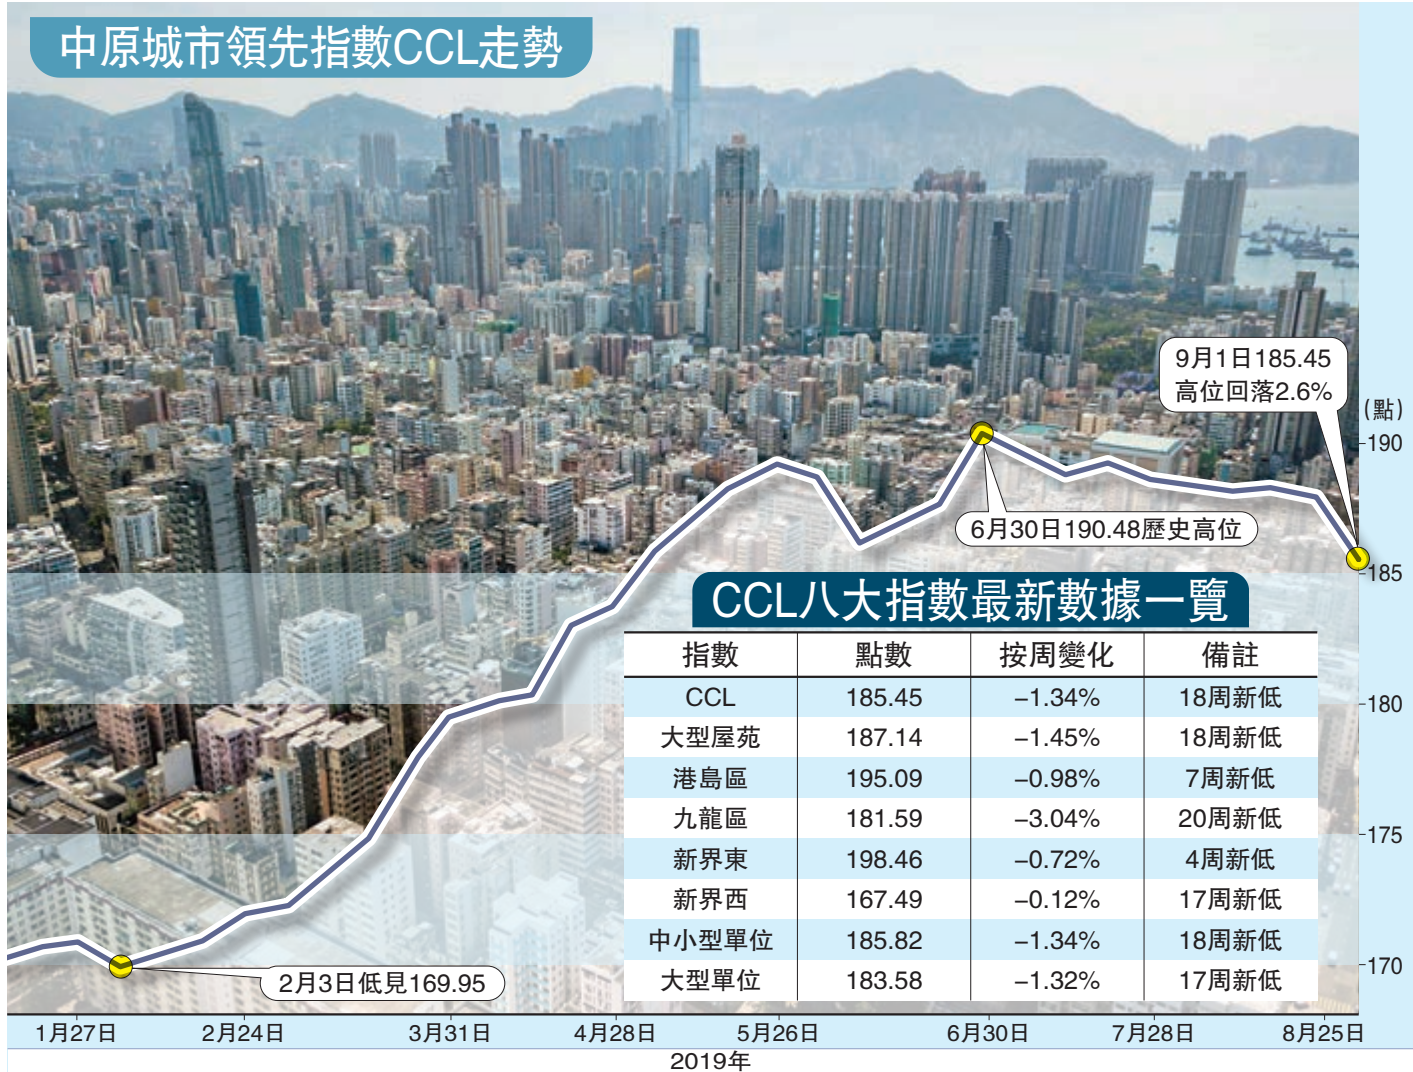 中原城市領先指數CCL走勢
9月1日185.45
高位回落2.6%
(點)
190
6月30日190.48歷史高位
185
CCL八大指數最新數據一覽
指數 點數 按周變化 備註
CCL 185.45 −1.34% 18周新低
180
大型屋苑 187.14 −1.45% 18周新低
港島區 195.09 −0.98% 7周新低
九龍區 181.59 −3.04% 20周新低
175
新界東 198.46 −0.72% 4周新低
新界西 167.49 −0.12% 17周新低
中小型單位 185.82 −1.34% 18周新低
170
大型單位 183.58 −1.32% 17周新低
2月3日低見169.95
1月27日 2月24日 3月31日 4月28日 5月26日 6月30日 7月28日 8月25日
2019年